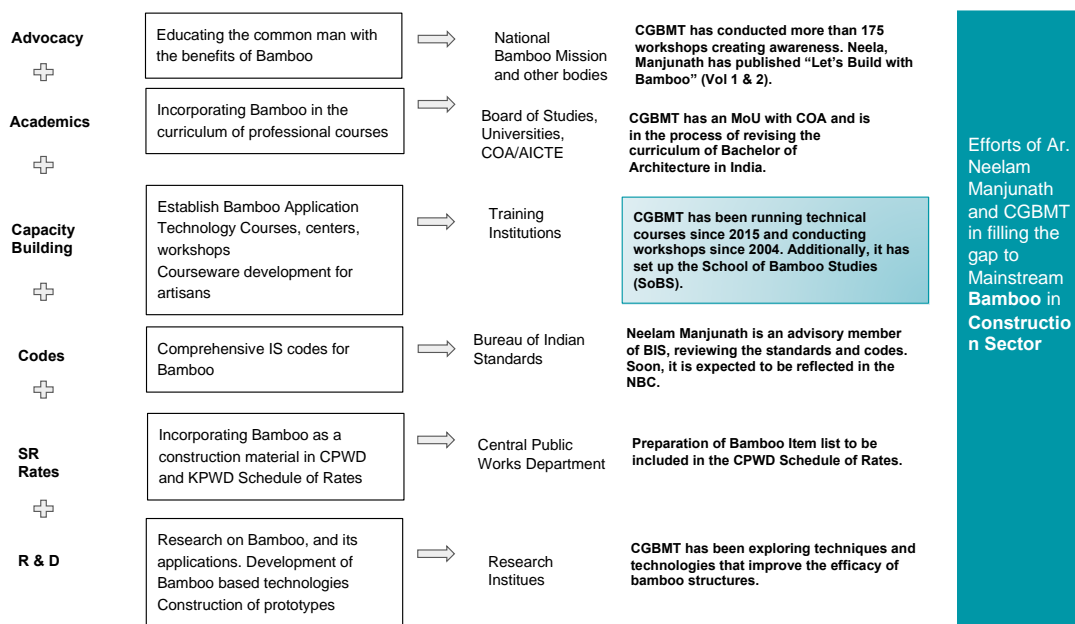 Advocacy
Educating the common man with
the benefits of Bamboo
National
Bamboo Mission
and other bodies
CGBMT has conducted more than 175
workshops creating awareness. Neela,
Manjunath has published “Let’s Build with
Bamboo” (Vol 1 & 2).
Academics
Incorporating Bamboo in the
curriculum of professional courses
Board of Studies,
Universities,
COA/AICTE
CGBMT has an MoU with COA and is
in the process of revising the
curriculum of Bachelor of
Architecture in India.
Capacity
Building
Establish Bamboo Application
Technology Courses, centers,
workshops
Courseware development for
artisans
Training
Institutions
CGBMT has been running technical
courses since 2015 and conducting
workshops since 2004. Additionally, it has
set up the School of Bamboo Studies
(SoBS).
Codes
Comprehensive IS codes for
Bamboo
Bureau of Indian
Standards
Neelam Manjunath is an advisory member
of BIS, reviewing the standards and codes.
Soon, it is expected to be reflected in the
NBC.
SR
Rates
Incorporating Bamboo as a
construction material in CPWD
and KPWD Schedule of Rates
Central Public
Works Department
Preparation of Bamboo Item list to be
included in the CPWD Schedule of Rates.
R & D
Research on Bamboo, and its
applications. Development of
Bamboo based technologies
Construction of prototypes
Research
Institues
CGBMT has been exploring techniques and
technologies that improve the efficacy of
bamboo structures.
Efforts of Ar.
Neelam
Manjunath
and CGBMT
in filling the
gap to
Mainstream
Bamboo in
Constructio
n Sector